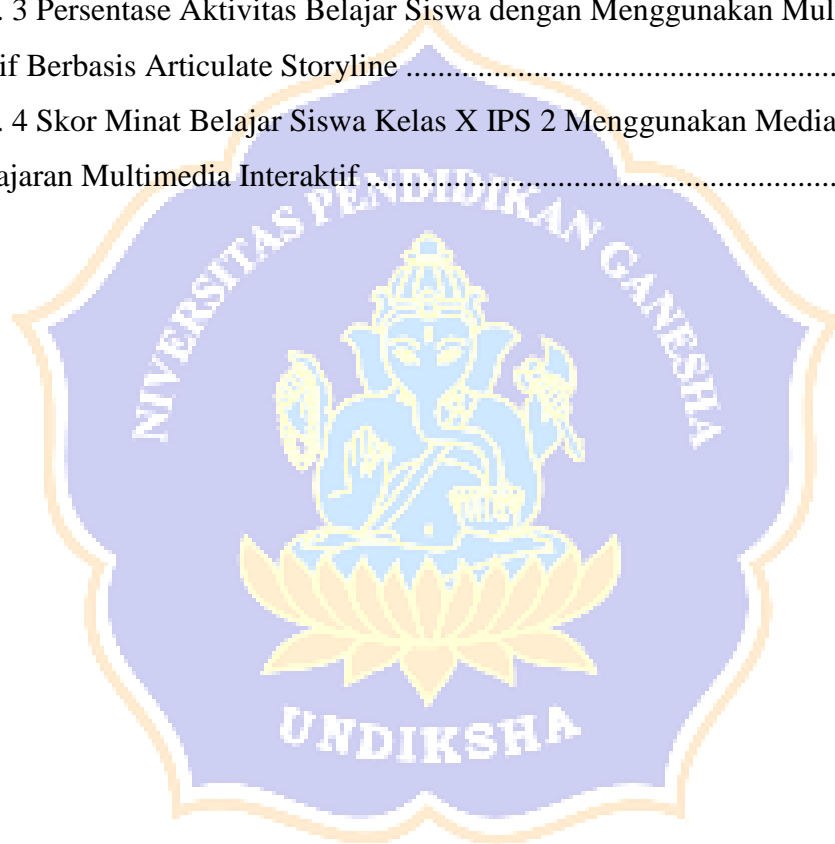 . 3 Persentase Aktivitas Belajar Siswa dengan Menggunakan Mul
if Berbasis Articulate Storyline ......................................................
. 4 Skor Minat Belajar Siswa Kelas X IPS 2 Menggunakan Media
ajaran Multimedia Interaktif ...........................................................
NIVERSITAS PENDIDIKAN GANESHA
UNDIKSHA